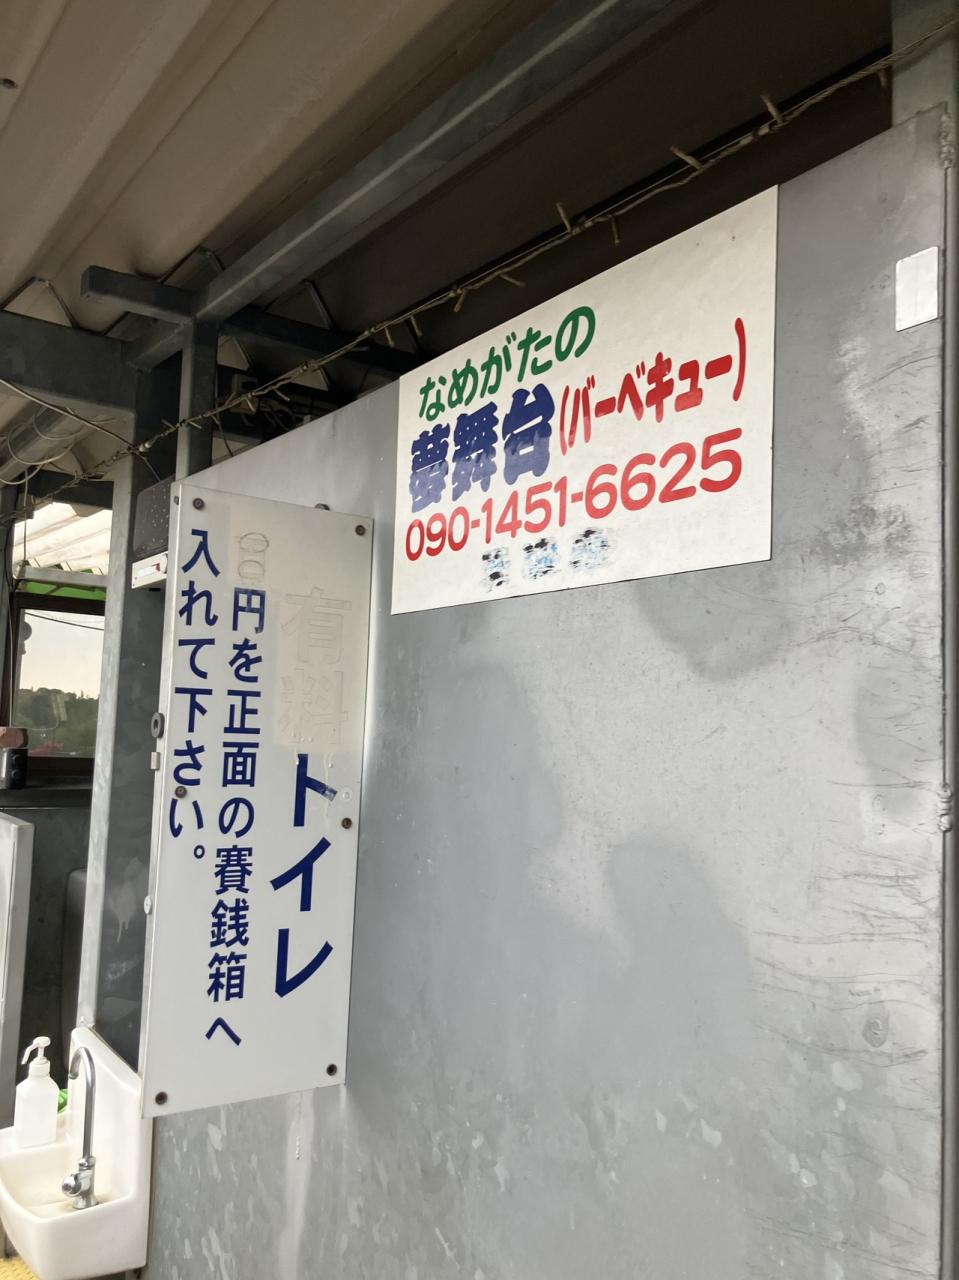 なめがたの
夢舞台(バーベキュー)
090-1451-6625
有料トイレ
円を正面の賽銭箱へ
入れて下さい。